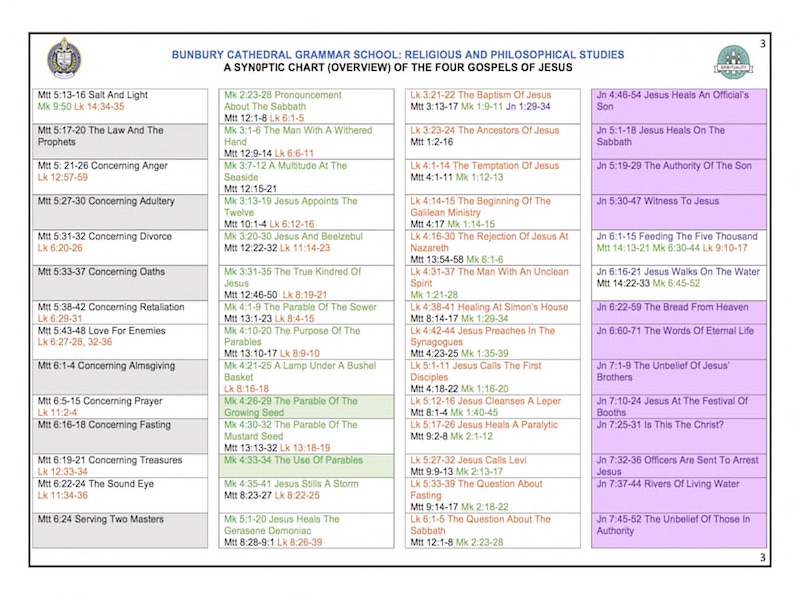 3
BUNBURY CATHEDRAL GRAMMAR SCHOOL: RELIGIOUS AND PHILOSOPHICAL STUDIES
SPIRITUALITY
A SYN0PTIC CHART (OVERVIEW) OF THE FOUR GOSPELS OF JESUS
Mtt 5:13-16 Salt And Light
Mk 9:50 Lk 14:34-35
Mtt 5:17-20 The Law And The
Prophets
Mtt 5: 21-26 Concerning Anger
Lk 12:57-59
Mtt 5:27-30 Concerning Adultery
Mtt 5:31-32 Concerning Divorce
Lk 6:20-26
Mtt 5:33-37 Concerning Oaths
Mtt 5:38-42 Concerning Retaliation
Lk 6:29-31
Mtt 5:43-48 Love For Enemies
Lk 6:27-28, 32-36
Mtt 6:1-4 Concerning Almsgiving
Mtt 6:5-15 Concerning Prayer
Lk 11:2-4
Mtt 6:16-18 Concerning Fasting
Mtt 6:19-21 Concerning Treasures
Lk 12:33-34
Mtt 6:22-24 The Sound Eye
Lk 11:34-36
Mtt 6:24 Serving Two Masters
Mk 2:23-28 Pronouncement
About The Sabbath
Mtt 12:1-8 Lk 6:1-5
Mk 3:1-6 The Man With A Withered
Hand
Mtt 12:9-14 Lk 6:6-11
Mk 3:7-12 A Multitude At The
Seaside
Mtt 12:15-21
Mk 3:13-19 Jesus Appoints The
Twelve
Mtt 10:1-4 Lk 6:12-16
Mk 3:20-30 Jesus And Beelzebul
Mtt 12:22-32 Lk 11:14-23
Mk 3:31-35 The True Kindred Of
Jesus
Mtt 12:46-50 Lk 8:19-21
Mk 4:1-9 The Parable Of The Sower
Mtt 13:1-23 Lk 8:4-15
Mk 4:10-20 The Purpose Of The
Parables
Mtt 13:10-17 Lk 8:9-10
Mk 4:21-25 A Lamp Under A Bushel
Basket
Lk 8:16-18
Mk 4:26-29 The Parable Of The
Growing Seed
Mk 4:30-32 The Parable Of The
Mustard Seed
Mtt 13:13-32 Lk 13:18-19
Mk 4:33-34 The Use Of Parables
Mk 4:35-41 Jesus Stills A Storm
Mtt 8:23-27 Lk 8:22-25
Mk 5:1-20 Jesus Heals The
Gerasene Demoniac
Mtt 8:28-9:1 Lk 8:26-39
Lk 3:21-22 The Baptism Of Jesus
Mtt 3:13-17 Mk 1:9-11 Jn 1:29-34
Lk 3:23-24 The Ancestors Of Jesus
Mtt 1:2-16
Lk 4:1-14 The Temptation Of Jesus
Mtt 4:1-11 Mk 1:12-13
Lk 4:14-15 The Beginning Of The
Galilean Ministry
Mtt 4:17 Mk 1:14-15
Lk 4:16-30 The Rejection Of Jesus At
Nazareth
Mtt 13:54-58 Mk 6:1-6
Lk 4:31-37 The Man With An Unclean
Spirit
Mk 1:21-28
Lk 4:38-41 Healing At Simon's House
Mtt 8:14-17 Mk 1:29-34
Lk 4:42-44 Jesus Preaches In The
Synagogues
Mtt 4:23-25 Mk 1:35-39
Lk 5:1-11 Jesus Calls The First
Disciples
Mtt 4:18-22 Mk 1:16-20
Lk 5:12-16 Jesus Cleanses A Leper
Mtt 8:1-4 Mk 1:40-45
Lk 5:17-26 Jesus Heals A Paralytic
Mtt 9:2-8 Mk 2:1-12
Lk 5:27-32 Jesus Calls Levi
Mtt 9:9-13 Mk 2:13-17
Lk 5:33-39 The Question About
Fasting
Mtt 9:14-17 Mk 2:18-22
Lk 6:1-5 The Question About The
Sabbath
Mtt 12:1-8 Mk 2:23-28
Jn 4:46-54 Jesus Heals An Official's
Son
Jn 5:1-18 Jesus Heals On The
Sabbath
Jn 5:19-29 The Authority Of The Son
Jn 5:30-47 Witness To Jesus
Jn 6:1-15 Feeding The Five Thousand
Mtt 14:13-21 Mk 6:30-44 Lk 9:10-17
Jn 6:16-21 Jesus Walks On The Water
Mtt 14:22-33 Mk 6:45-52
Jn 6:22-59 The Bread From Heaven
Jn 6:60-71 The Words Of Eternal Life
Jn 7:1-9 The Unbelief Of Jesus'
Brothers
Jn 7:10-24 Jesus At The Festival Of
Booths
Jn 7:25-31 Is This The Christ?
Jn 7:32-36 Officers Are Sent To Arrest
Jesus
Jn 7:37-44 Rivers Of Living Water
Jn 7:45-52 The Unbelief Of Those In
Authority
3